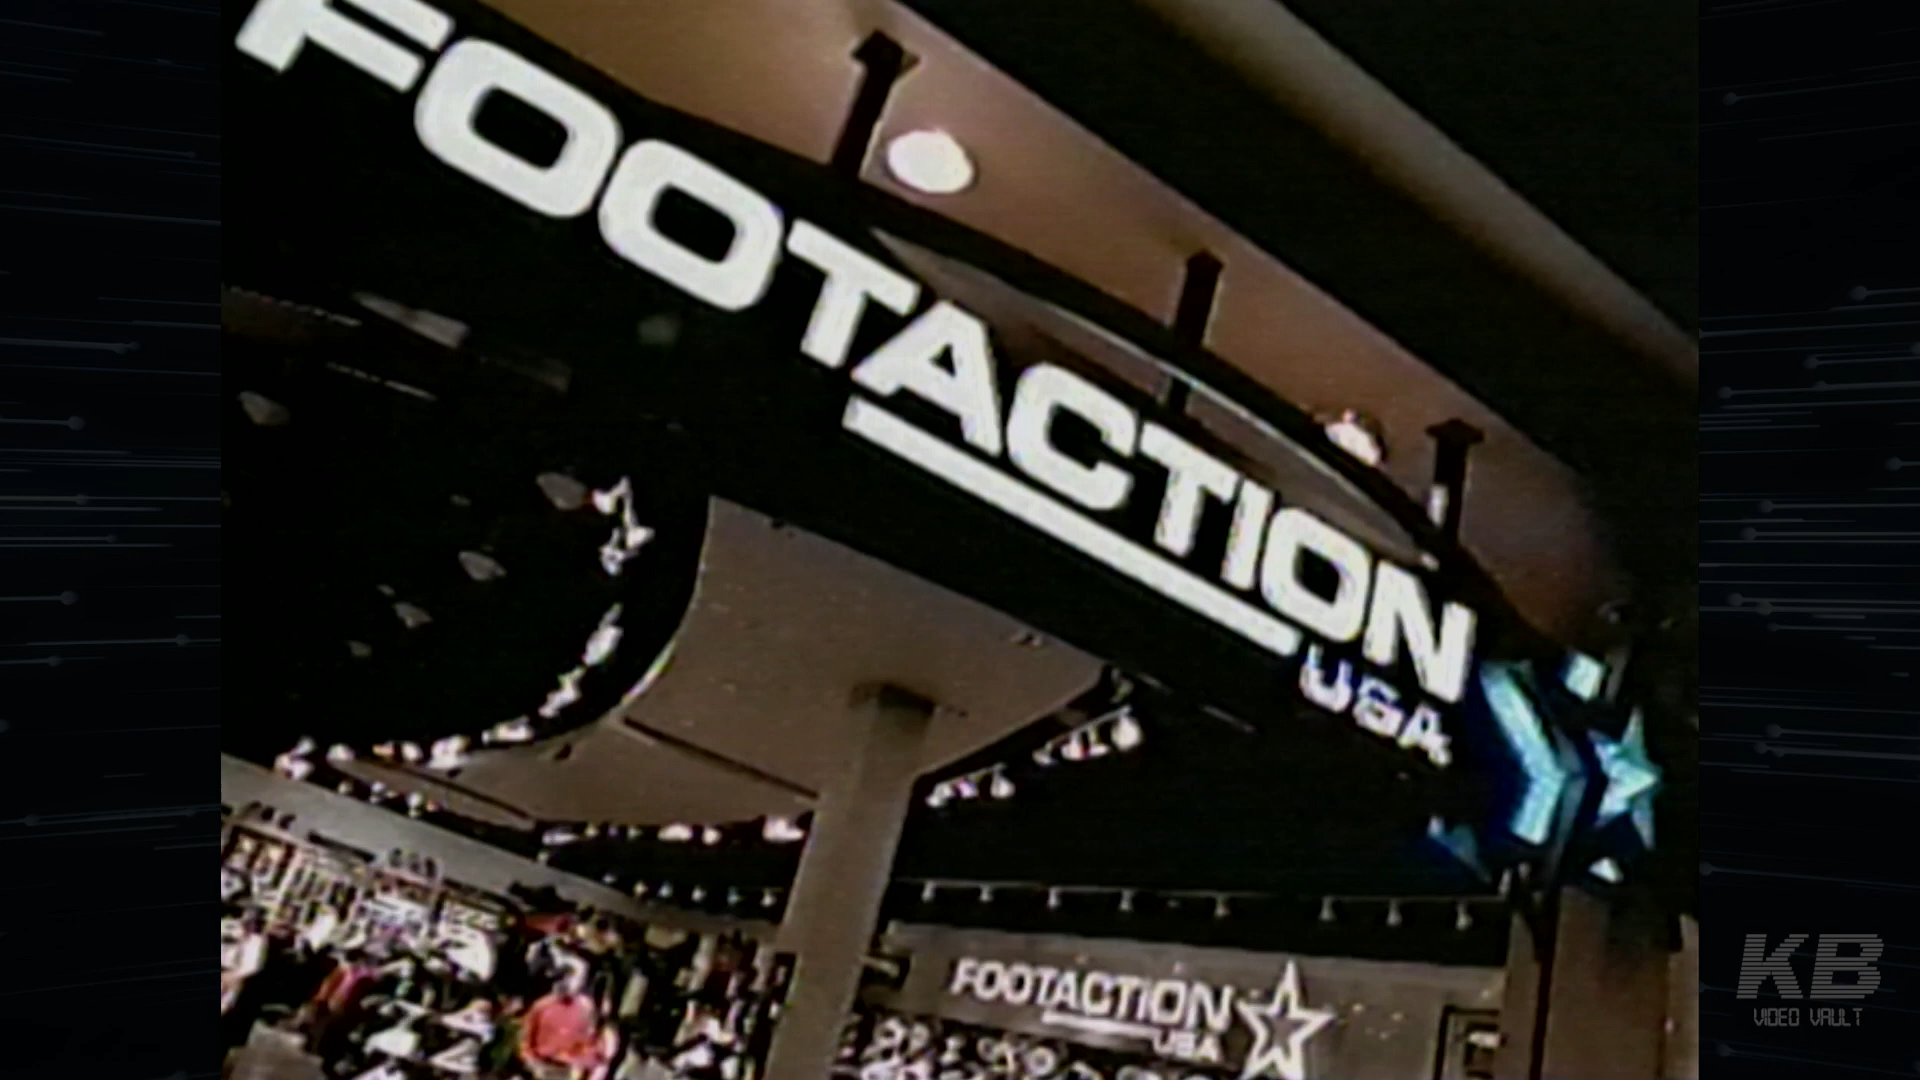 FOOTACTION
USA
FOOTACTION
USA
KB
VIDEO VAULT